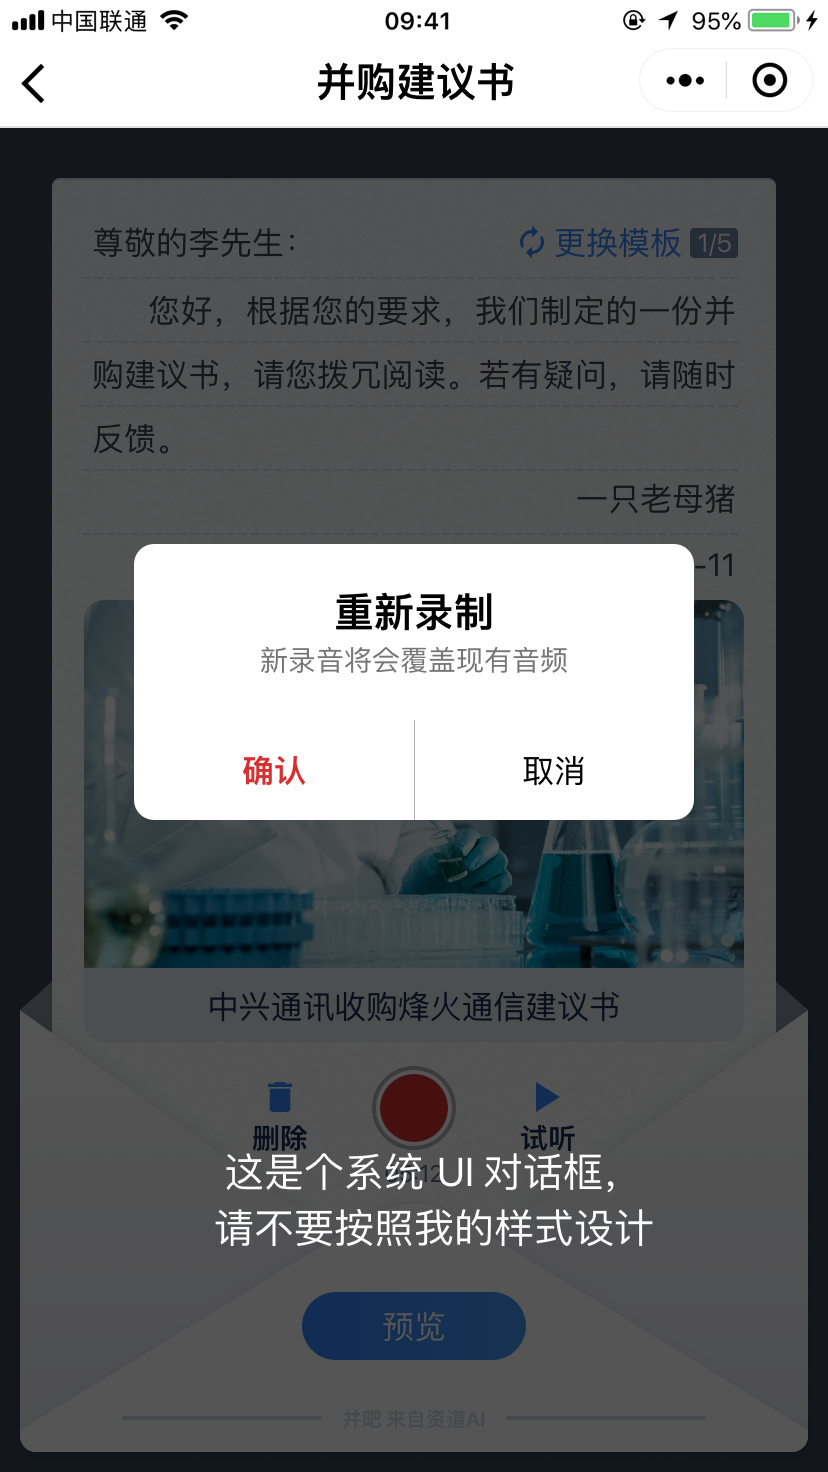 中国联通
09:41
95%
并购建议书
尊敬的李先生：
更换模板 1/5
您好，根据您的要求，我们制定的一份并
购建议书，请您拨冗阅读。若有疑问，请随时
反馈。
一只老母猪
-11
重新录制
新录音将会覆盖现有音频
确认
取消
中兴通讯收购烽火通信建议书
删除
试听
这是个系统 UI 对话框，
请不要按照我的样式设计
预览
并吧 来自资道AI